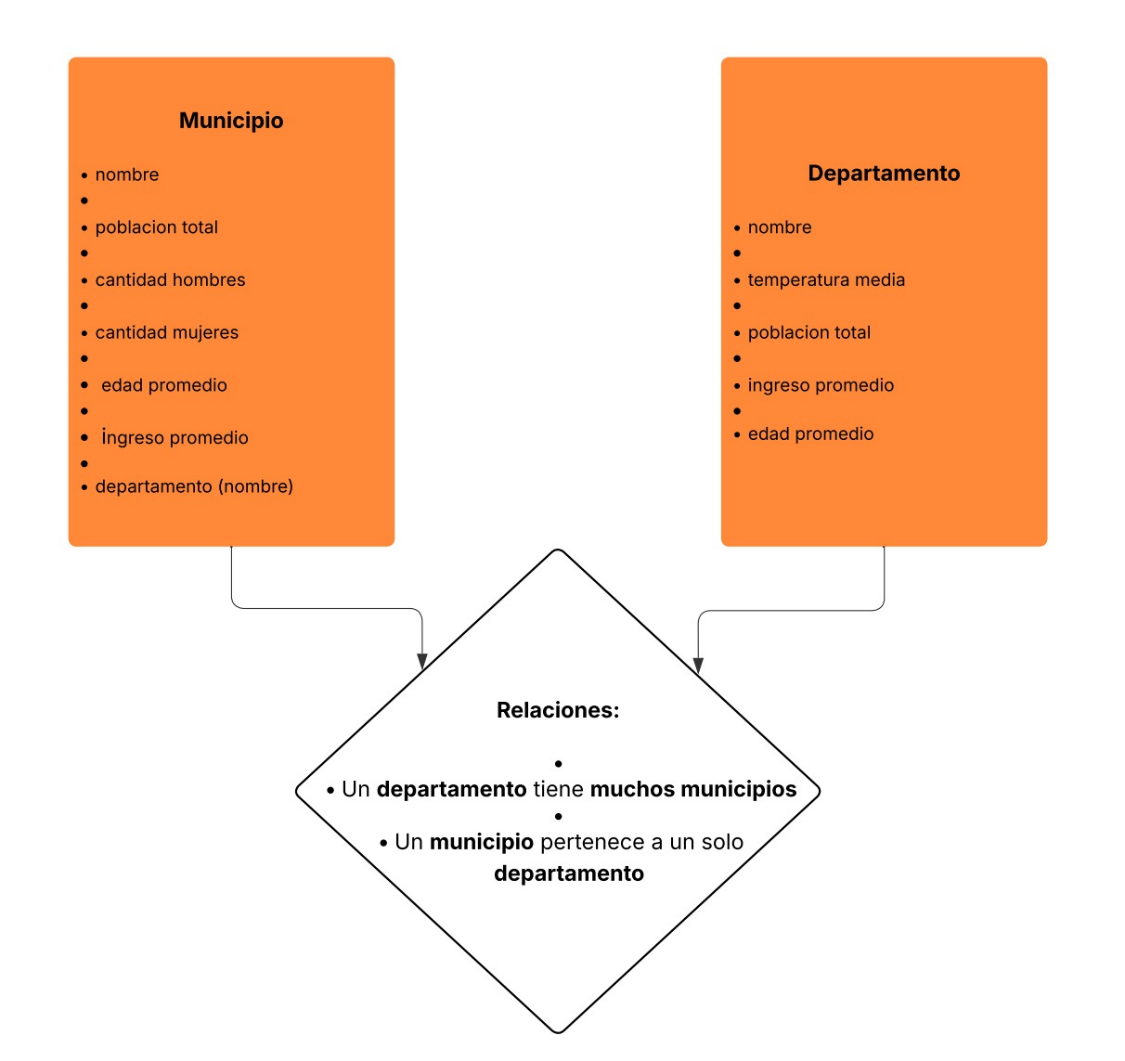 Municipio
• nombre
•
• poblacion total
•
• cantidad hombres
•
• cantidad mujeres
•
• edad promedio
•
• ingreso promedio
•
• departamento (nombre)
Departamento
• nombre
•
• temperatura media
•
• poblacion total
•
• ingreso promedio
•
• edad promedio
Relaciones:
•
• Un departamento tiene muchos municipios
•
• Un municipio pertenece a un solo
departamento